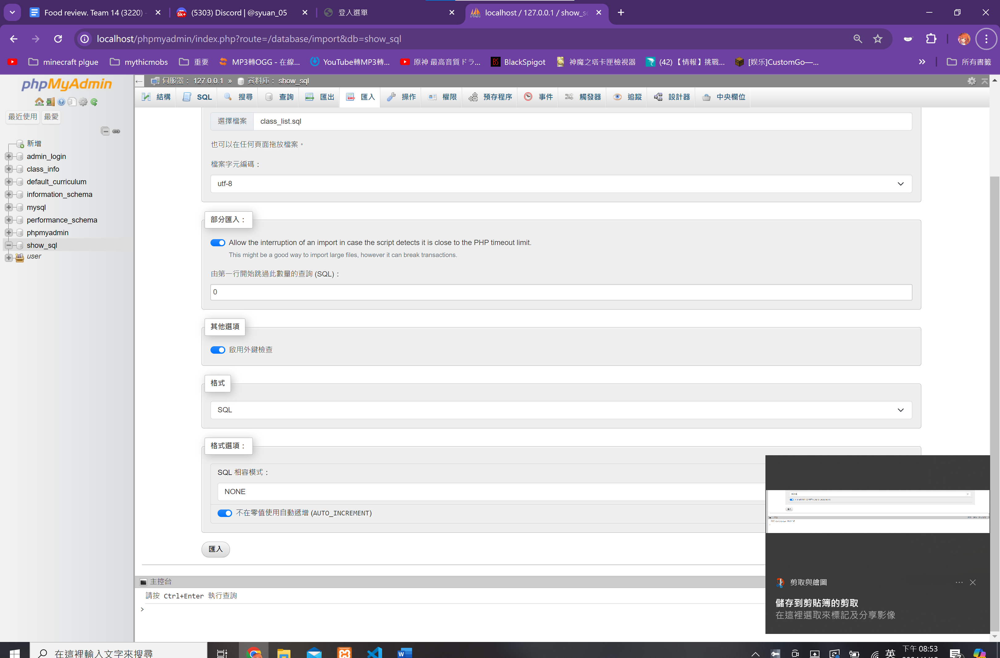 Food review. Team 14 (3220) -
(5303) Discord | @syuan_05
登入選單
localhost / 127.0.0.1 / show_s
localhost/phpmyadmin/index.php?route=/database/import&db=show_sql
minecraft plgue
mythicmobs
重要
MP3轉OGG - 在線...
YouTube轉MP3轉...
原神 最高音質ドラ...
BlackSpigot
神魔之塔卡匣檢視器
(42) 【情報】挑戰...
[娱乐]CustomGo—...
所有書籤
phpMyAdmin
最近使用
最愛
新增
admin_login
class_info
default_curriculum
information_schema
mysql
performance_schema
phpmyadmin
show_sql
user
伺服器： 127.0.0.1 » 資料庫： show_sql
結構
SQL
搜尋
查詢
匯出
匯入
操作
權限
預存程序
事件
觸發器
追蹤
設計器
中央欄位
選擇檔案 class_list.sql
也可以在任何頁面拖放檔案。
檔案字元編碼：
utf-8
部分匯入：
Allow the interruption of an import in case the script detects it is close to the PHP timeout limit.
This might be a good way to import large files, however it can break transactions.
由第一行開始跳過此數量的查詢 (SQL)：
0
其他選項
啟用外鍵檢查
格式
SQL
格式選項：
SQL 相容模式：
NONE
不在零值使用自動遞增 (AUTO_INCREMENT)
匯入
主控台
請按 Ctrl+Enter 執行查詢
>
剪取與繪圖
儲存到剪貼簿的剪取
在這裡選取來標記及分享影像
在這裡輸入文字來搜尋
英
下午 08:53